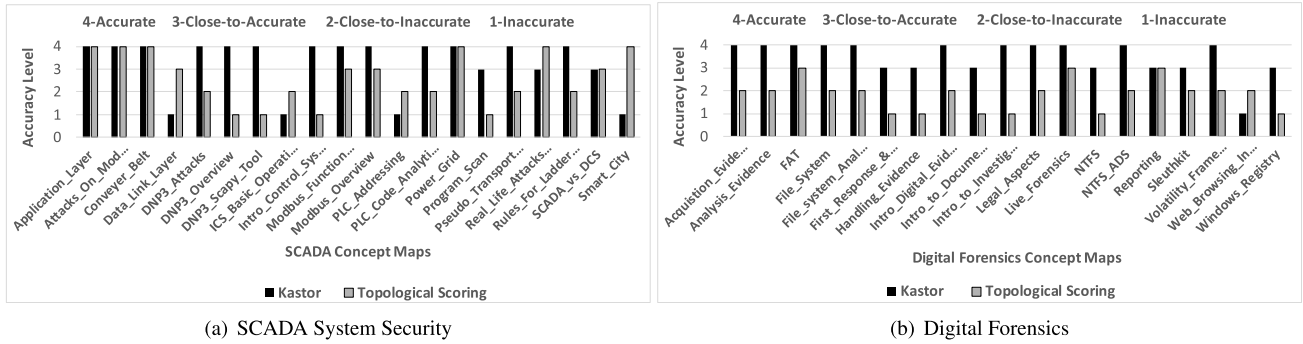 4-Accurate 3-Close-to-Accurate 2-Close-to-Inaccurate 1-Inaccurate
Accuracy Level
4
3
2
1
0
Application_Layer
Attacks_On_Mod...
Conveyer_Belt
Data_Link_Layer
DNP3_Attacks
DNP3_Overview
DNP3_Scapy_Tool
ICS_Basic_Operati...
Intro_Control_Sys...
Modbus_Function...
Modbus_Overview
PLC_Addressing
PLC_Code_Analyti...
Power_Grid
Program_Scan
Pseudo_Transport...
Real_Life_Attacks...
Rules_For_Ladder...
SCADA_vs_DCS
Smart_City
SCADA Concept Maps
Kastor Topological Scoring
(a) SCADA System Security
4-Accurate 3-Close-to-Accurate 2-Close-to-Inaccurate 1-Inaccurate
Accuracy Level
4
3
2
1
0
Acquistion_Evide...
Analysis_Evidence
FAT
File_System
File_system_Anal...
First_Response_&...
Handling_Evidence
Intro_Digital_Evid...
Intro_to_Docume...
Intro_to_Investig...
Legal_Aspects
Live_Forensics
NTFS
NTFS_ADS
Reporting
Sleuthkit
Volatility_Frame...
Web_Browsing_In...
Windows_Registry
Digital Forensics Concept Maps
Kastor Topological Scoring
(b) Digital Forensics